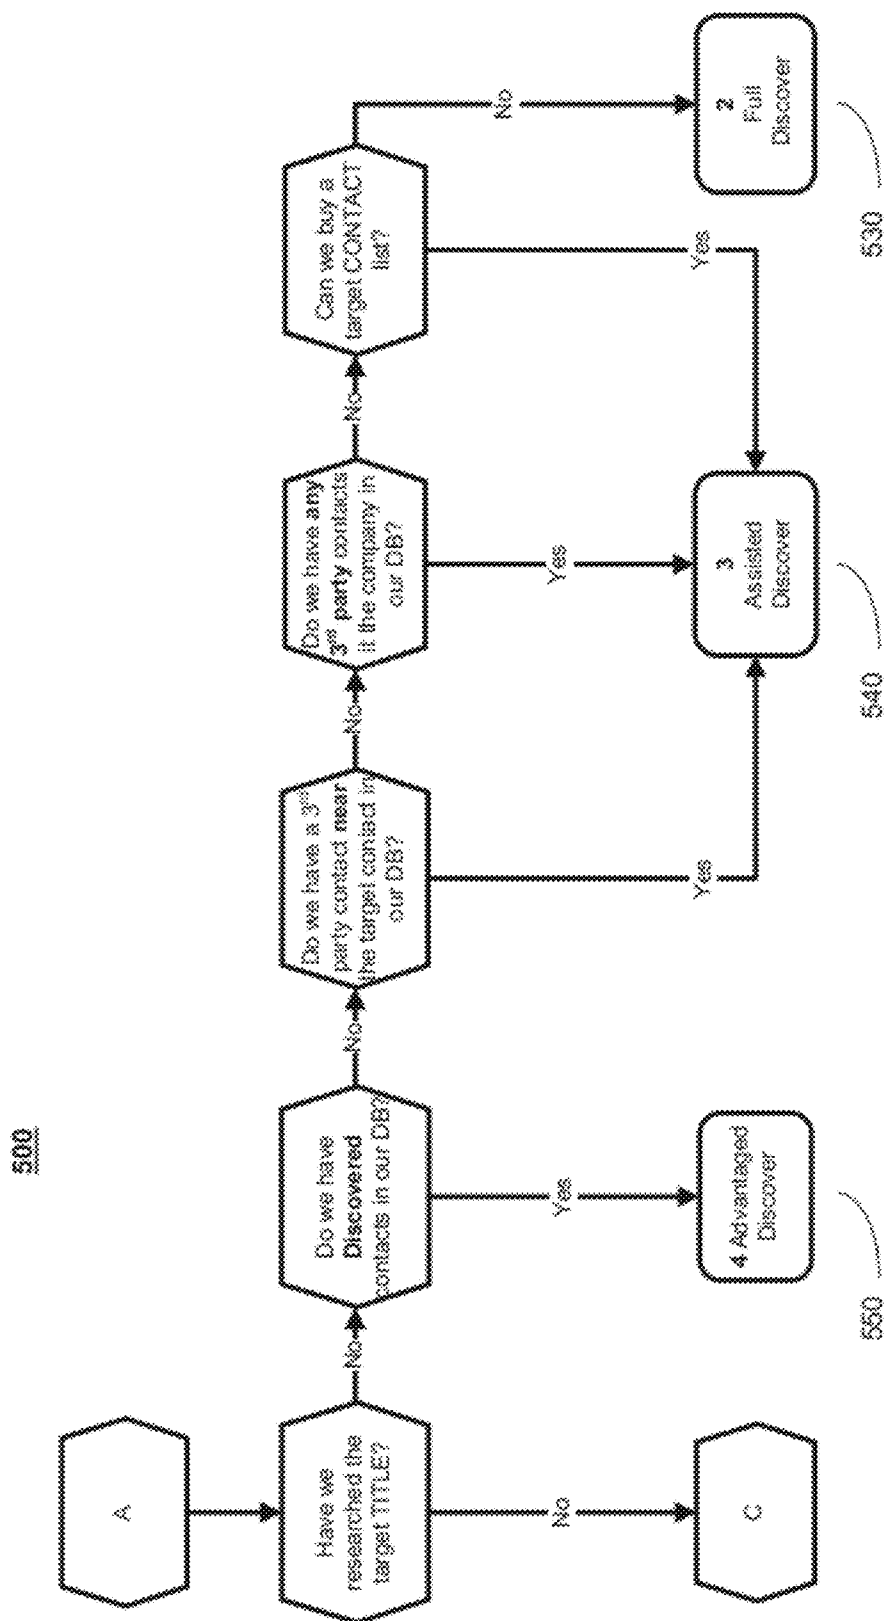 500
A
Have we
researched the
target TITLE?
No
No
C
Do we have
Discovered
contacts in our DB?
No
Yes
4 Advantaged
Discover
550
Do we have a 3rd
party contact near
the target contact in
our DB?
No
Yes
Do we have any
3rd party contacts
it the company in
our DB?
No
Yes
3
Assisted
Discover
540
Can we buy a
target CONTACT
list?
Yes
No
2
Full
Discover
530